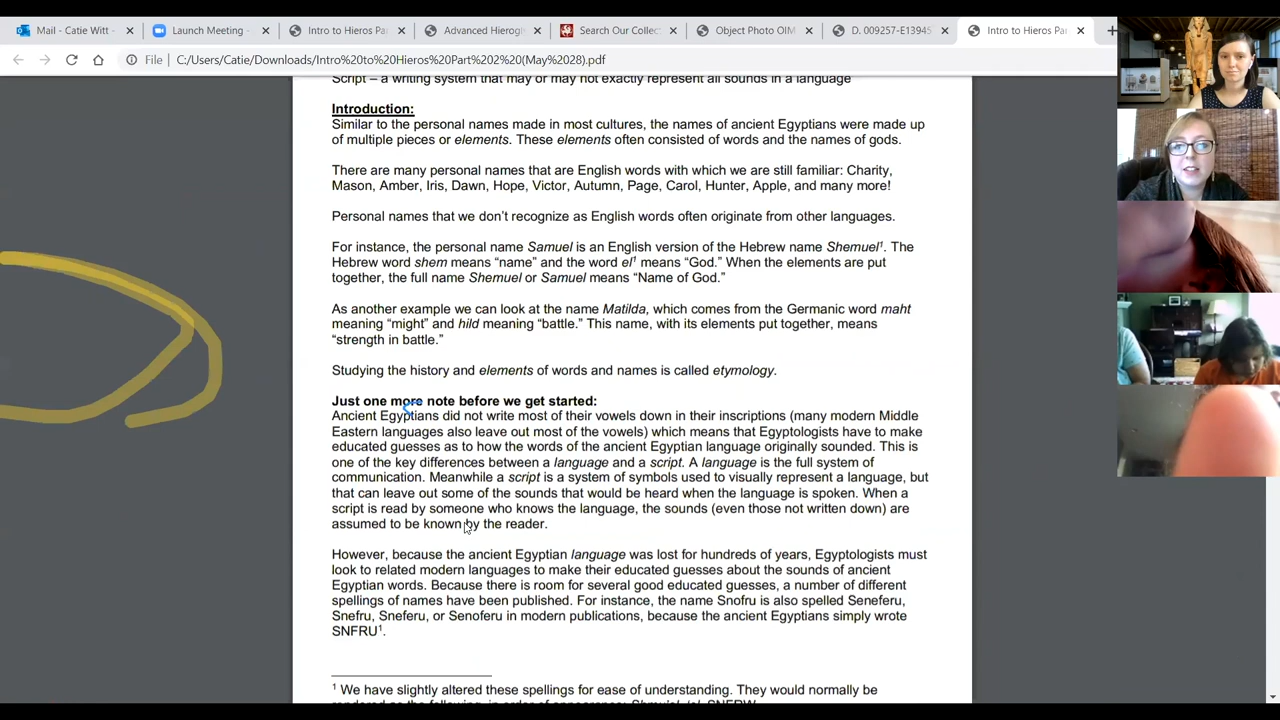 Mail - Catie Witt - Launch Meeting - Intro to Hieros Pa Advanced Hierogl Search Our Collec Object Photo OIM D. 009257-E13945 Intro to Hieros Par
File C:/Users/Catie/Downloads/Intro%20to%20Hieros%20Part%202%20(May%2028).pdf
Script – a writing system that may or may not exactly represent all sounds in a language
Introduction:
Similar to the personal names made in most cultures, the names of ancient Egyptians were made up
of multiple pieces or elements. These elements often consisted of words and the names of gods.
There are many personal names that are English words with which we are still familiar: Charity,
Mason, Amber, Iris, Dawn, Hope, Victor, Autumn, Page, Carol, Hunter, Apple, and many more!
Personal names that we don't recognize as English words often originate from other languages.
For instance, the personal name Samuel is an English version of the Hebrew name Shemuel¹. The
Hebrew word shem means “name” and the word el¹ means “God.” When the elements are put
together, the full name Shemuel or Samuel means “Name of God.”
As another example we can look at the name Matilda, which comes from the Germanic word maht
meaning “might” and hild meaning “battle.” This name, with its elements put together, means
“strength in battle.”
Studying the history and elements of words and names is called etymology.
Just one more note before we get started:
Ancient Egyptians did not write most of their vowels down in their inscriptions (many modern Middle
Eastern languages also leave out most of the vowels) which means that Egyptologists have to make
educated guesses as to how the words of the ancient Egyptian language originally sounded. This is
one of the key differences between a language and a script. A language is the full system of
communication. Meanwhile a script is a system of symbols used to visually represent a language, but
that can leave out some of the sounds that would be heard when the language is spoken. When a
script is read by someone who knows the language, the sounds (even those not written down) are
assumed to be known by the reader.
However, because the ancient Egyptian language was lost for hundreds of years, Egyptologists must
look to related modern languages to make their educated guesses about the sounds of ancient
Egyptian words. Because there is room for several good educated guesses, a number of different
spellings of names have been published. For instance, the name Snofru is also spelled Seneferu,
Snefru, Sneferu, or Senoferu in modern publications, because the ancient Egyptians simply wrote
SNFRU¹.
¹ We have slightly altered these spellings for ease of understanding. They would normally be